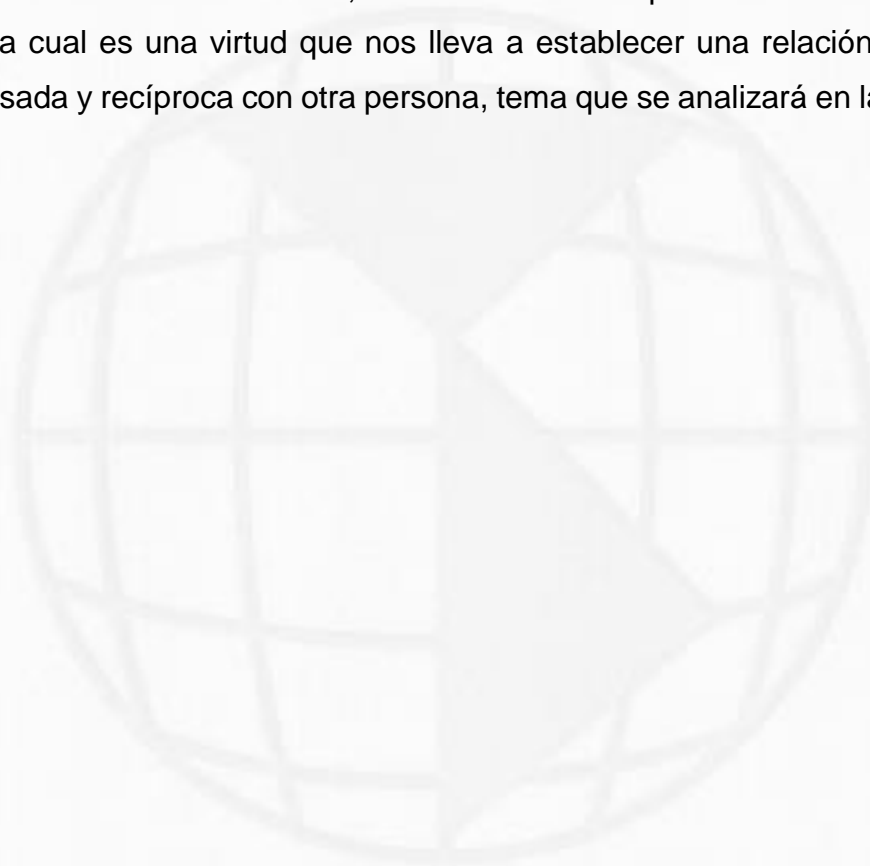 a cual es una virtud que nos lleva a establecer una relación
sada y recíproca con otra persona, tema que se analizará en la